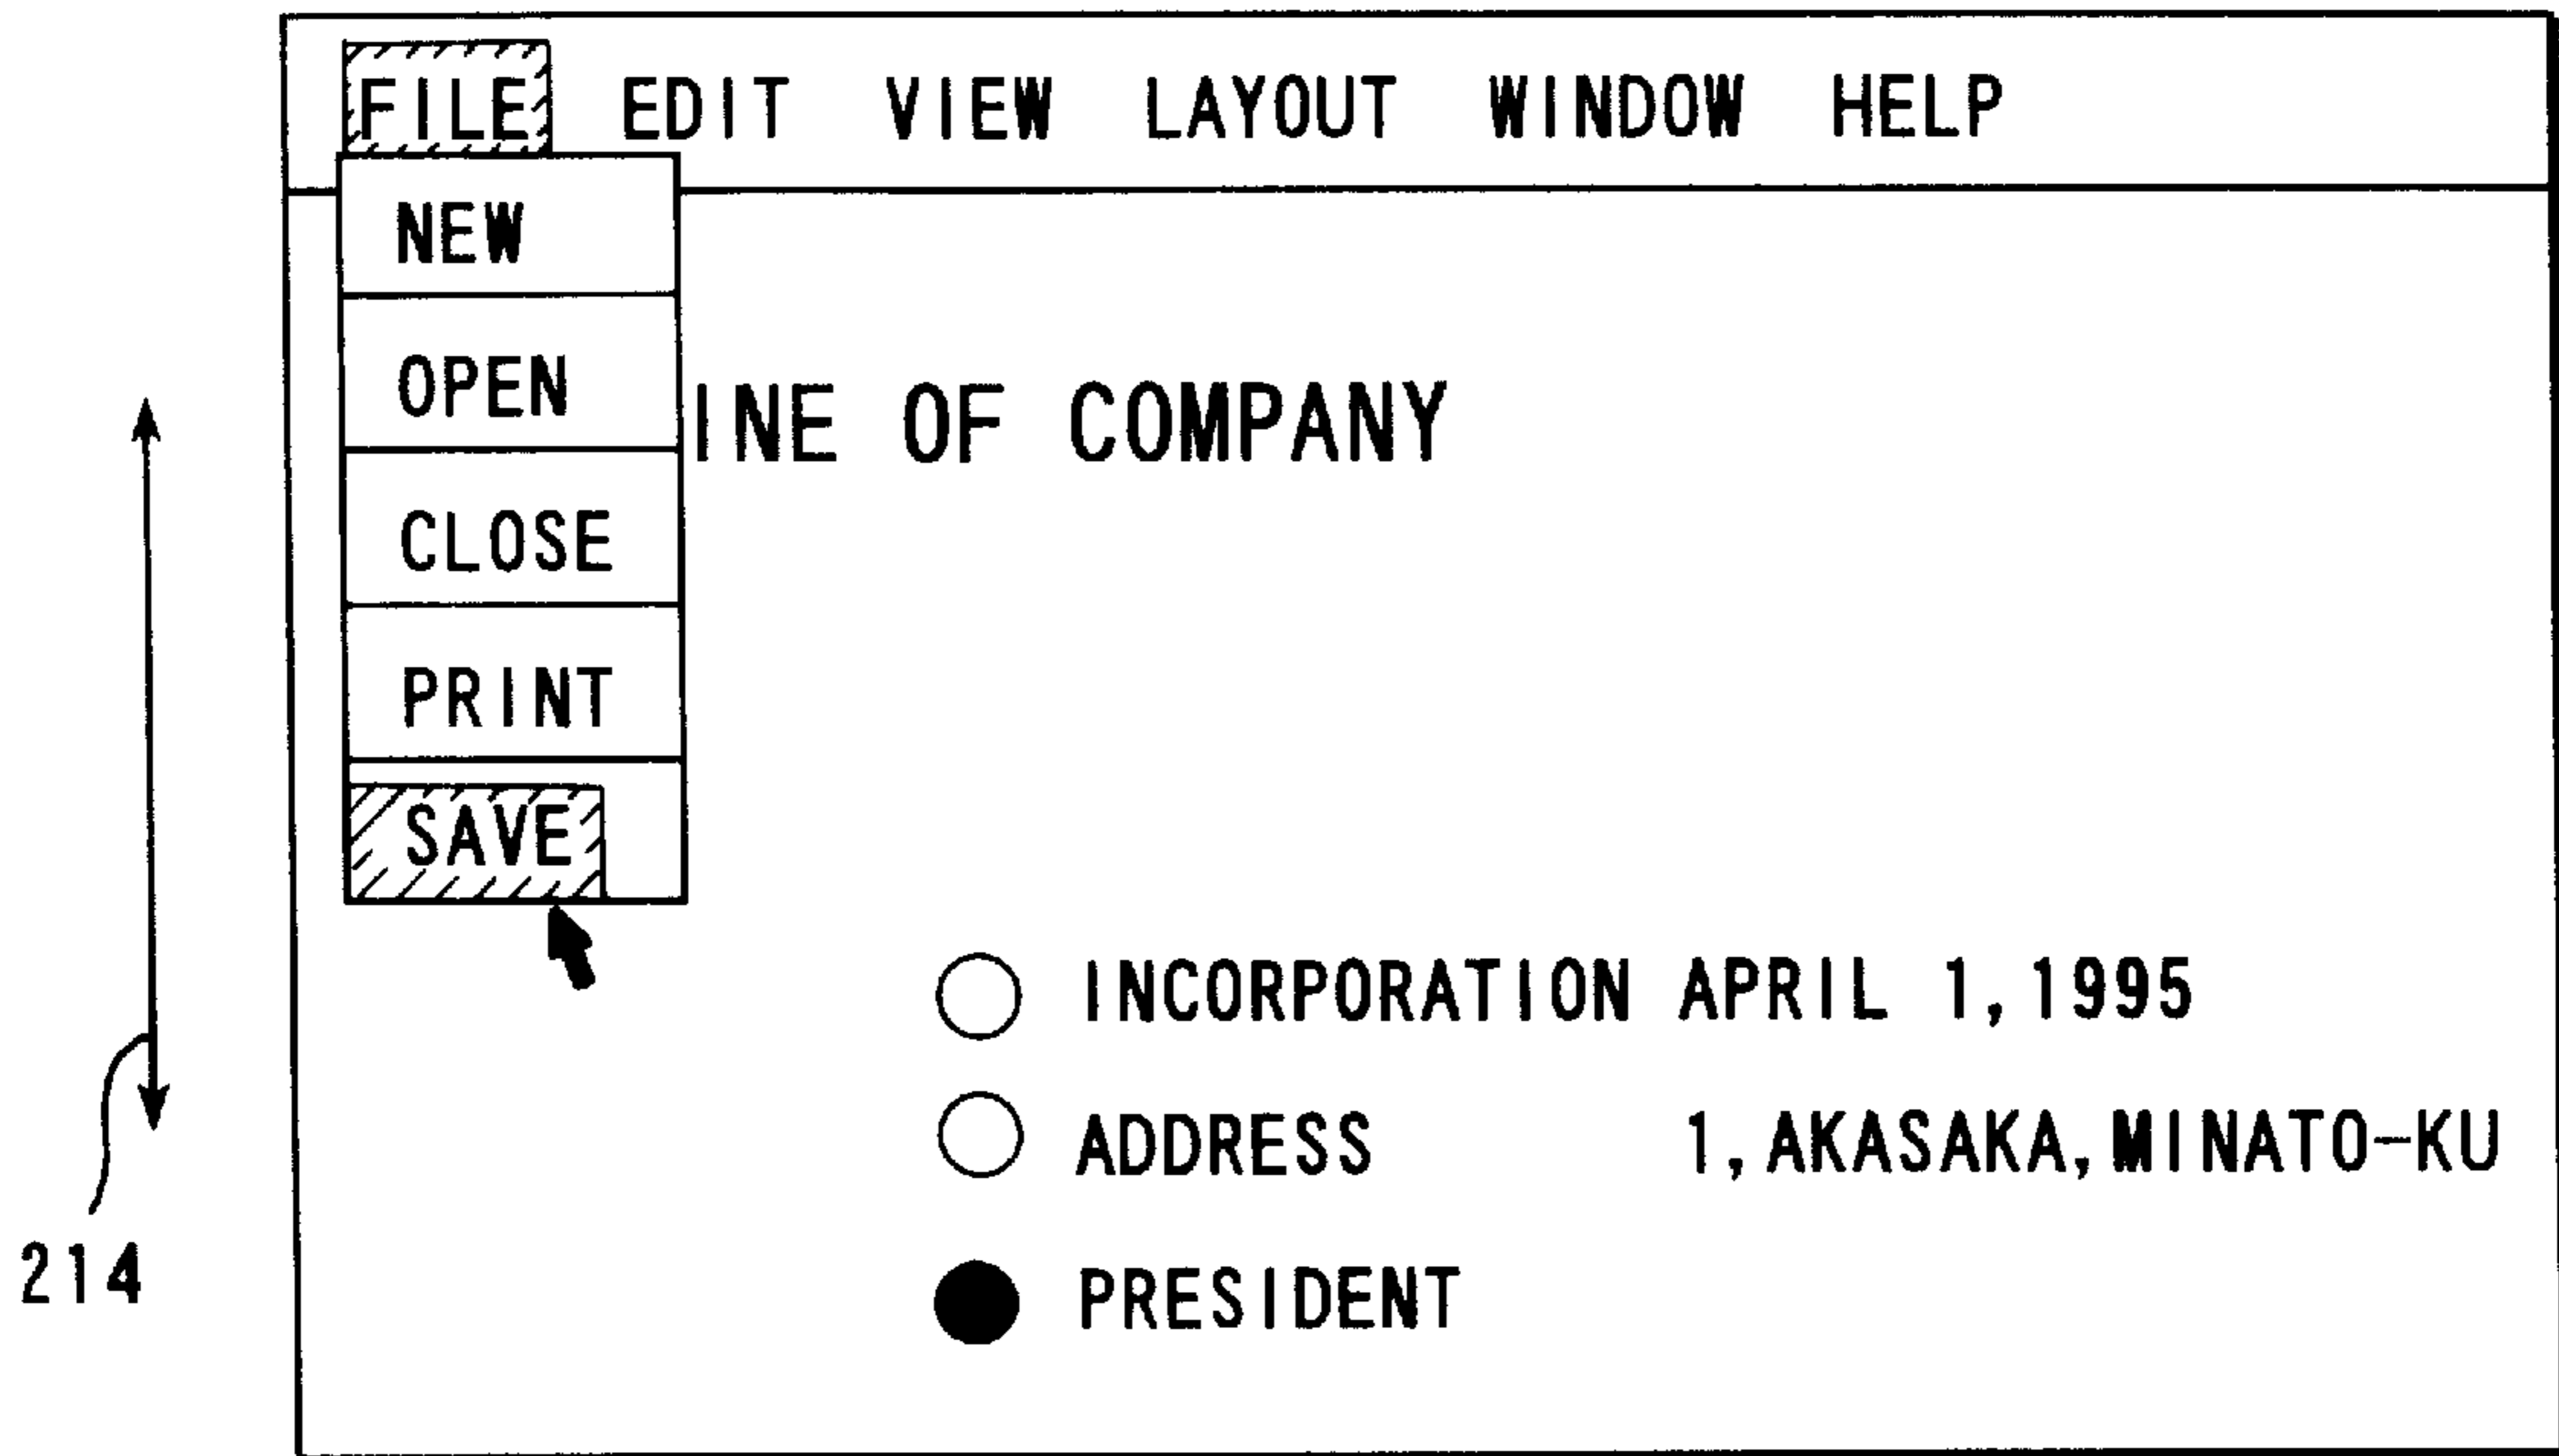 FILE EDIT VIEW LAYOUT WINDOW HELP
NEW
OPEN
INE OF COMPANY
CLOSE
PRINT
SAVE
INCORPORATION APRIL 1,1995
ADDRESS 1,AKASAKA,MINATO-KU
PRESIDENT
214